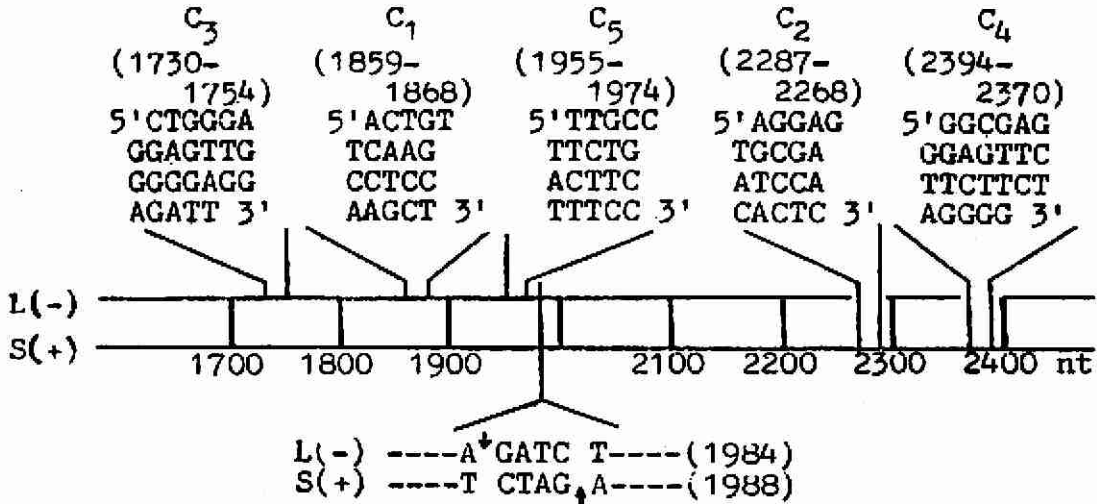 C3 C1 C5 C2 C4
(1730- (1859- (1955- (2287- (2394-
1754) 1868) 1974) 2268) 2370)
5'CTGGGA 5'ACTGT 5'TTGCC 5'AGGAG 5'GGCGAG
GGAGTTG TCAAG TTCTG TGCGA GGAGTTC
GGGGAGG CCTCC ACTTC ATCCA TTCTTCT
AGATT 3' AAGCT 3' TTTCC 3' CACTC 3' AGGGG 3'
L(-)
S(+)
1700 1800 1900 2100 2200 2300 2400 nt
L(-) ----A GATC T----(1984)
S(+) ----T CTAG A----(1988)